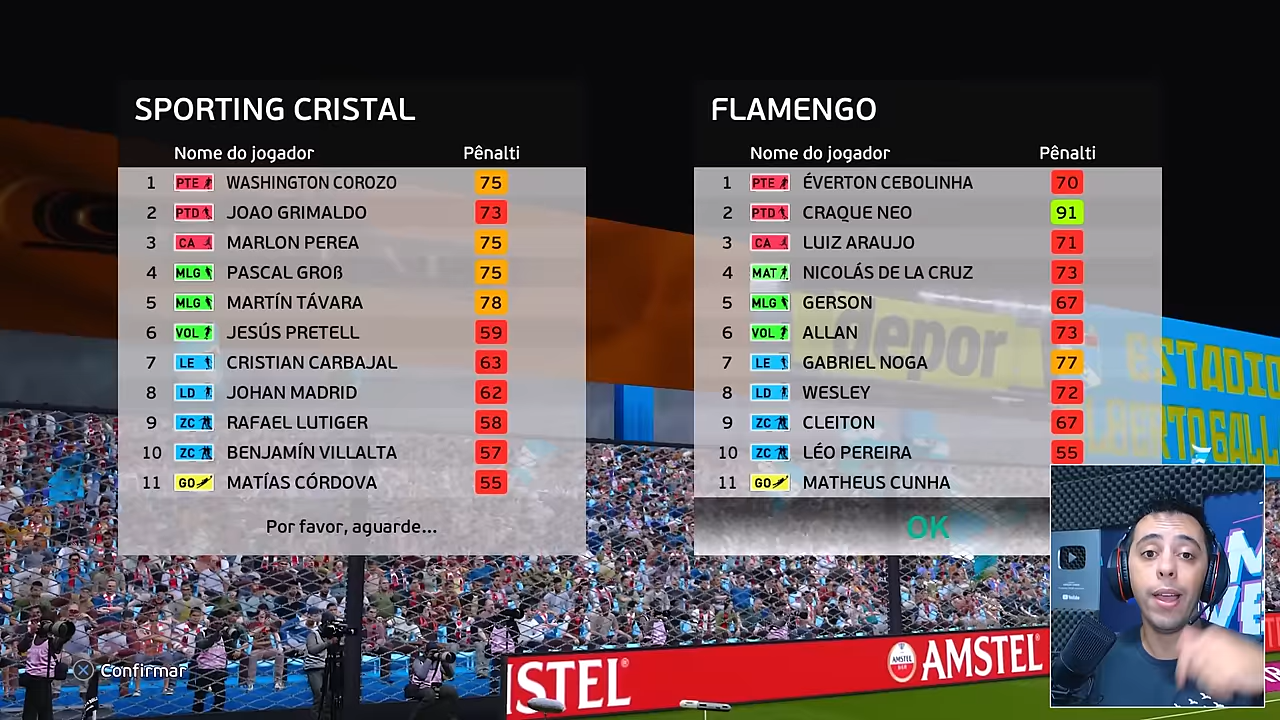 SPORTING CRISTAL
Nome do jogador Pênalti
1 PTE WASHINGTON COROZO 75
2 PTD JOAO GRIMALDO 73
3 CA MARLON PEREA 75
4 MLG PASCAL GROß 75
5 MLG MARTÍN TÁVARA 78
6 VOL JESÚS PRETELL 59
7 LE CRISTIAN CARBAJAL 63
8 LD JOHAN MADRID 62
9 ZC RAFAEL LUTIGER 58
10 ZC BENJAMÍN VILLALTA 57
11 GO MATÍAS CÓRDOVA 55
Por favor, aguarde...
FLAMENGO
Nome do jogador Pênalti
1 PTE ÉVERTON CEBOLINHA 70
2 PTD CRAQUE NEO 91
3 CA LUIZ ARAUJO 71
4 MAT NICOLÁS DE LA CRUZ 73
5 MLG GERSON 67
6 VOL ALLAN 73
7 LE GABRIEL NOGA 77
8 LD WESLEY 72
9 ZC CLEITON 67
10 ZC LÉO PEREIRA 55
11 GO MATHEUS CUNHA
OK
depor
ESTADIO
LBERTO GALL
Confirmar
STEL
AMSTEL
AMSTEL
YouTube